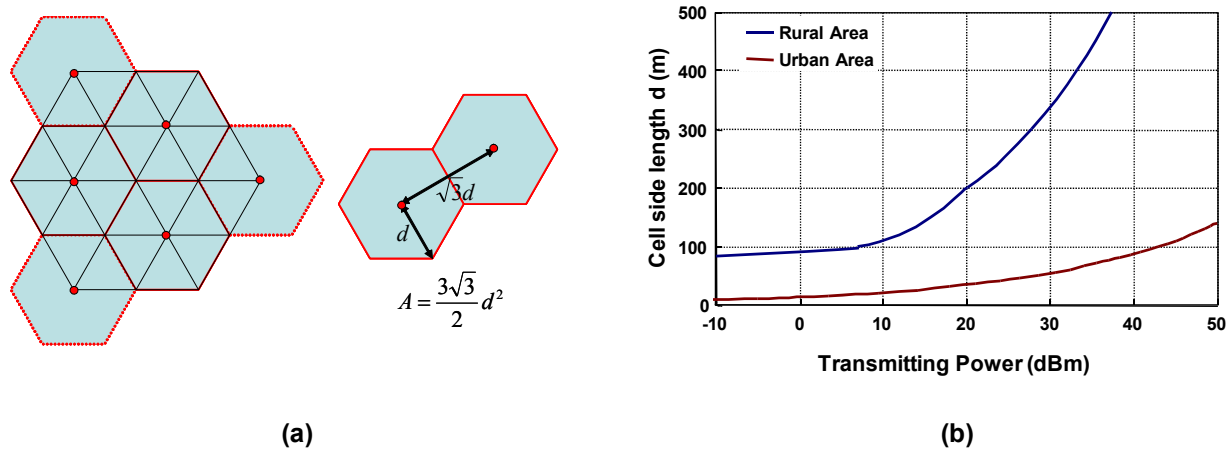 √3d
d
A = 3√3/2 d²
(a)
Rural Area
Urban Area
Cell side length d (m)
500
400
300
200
100
0
-10 0 10 20 30 40 50
Transmitting Power (dBm)
(b)